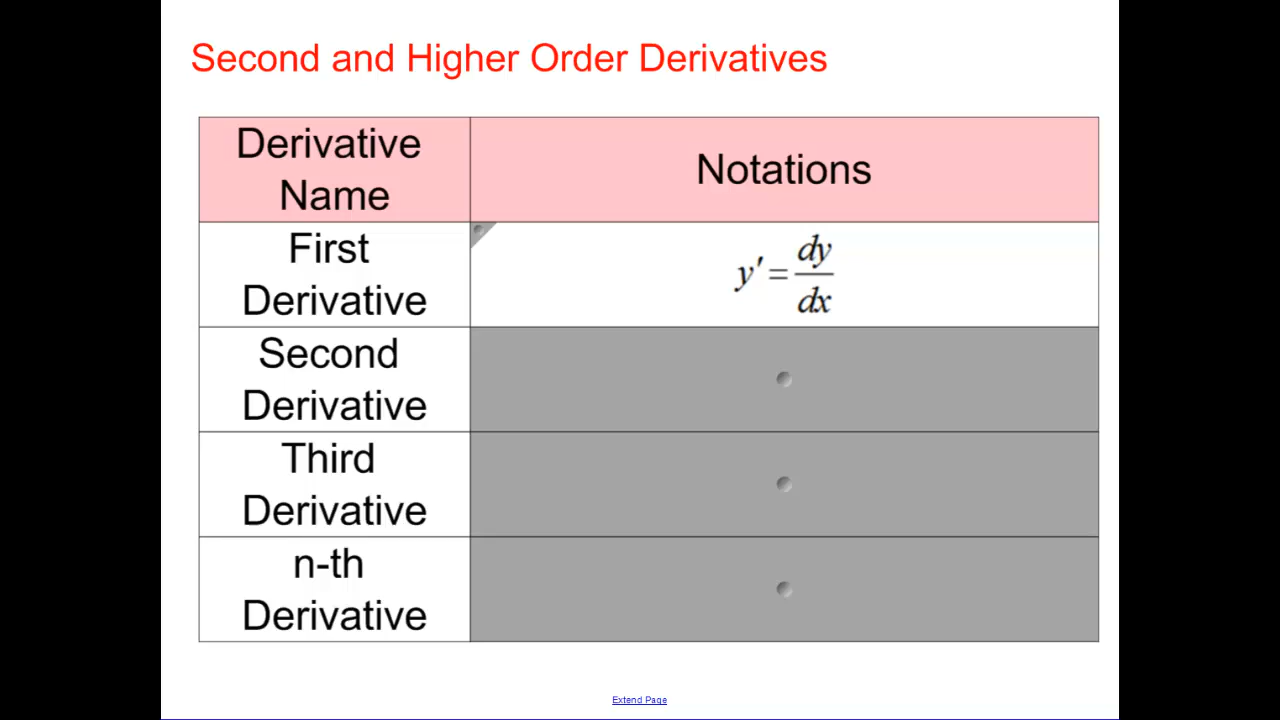 Second and Higher Order Derivatives
Derivative
Name
Notations
First
Derivative
y′ = dy/dx
Second
Derivative
Third
Derivative
n-th
Derivative
Extend Page